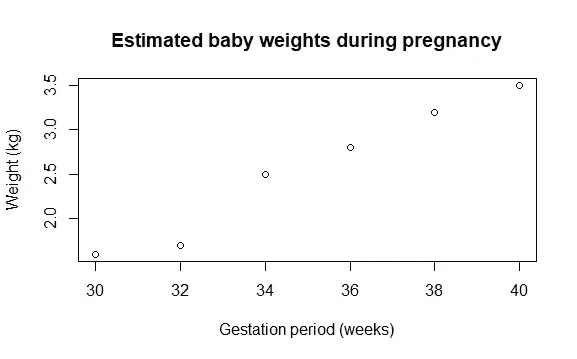 Estimated baby weights during pregnancy
3.5
3.0
2.5
2.0
Weight (kg)
30 32 34 36 38 40
Gestation period (weeks)